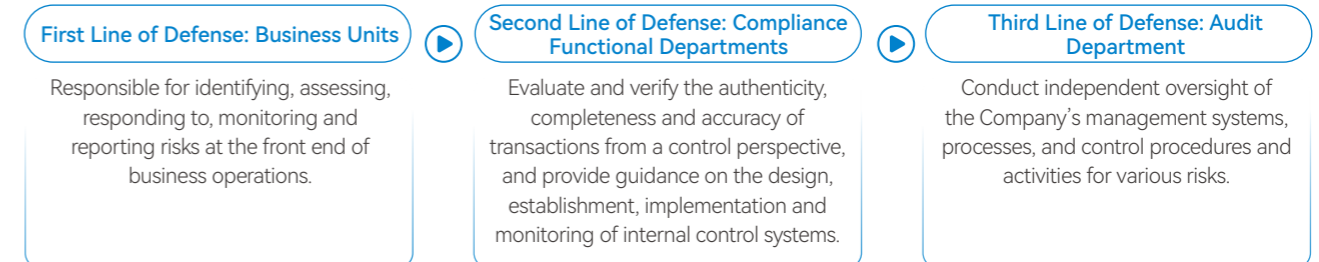 First Line of Defense: Business Units
Responsible for identifying, assessing,
responding to, monitoring and
reporting risks at the front end of
business operations.
Second Line of Defense: Compliance
Functional Departments
Evaluate and verify the authenticity,
completeness and accuracy of
transactions from a control perspective,
and provide guidance on the design,
establishment, implementation and
monitoring of internal control systems.
Third Line of Defense: Audit
Department
Conduct independent oversight of
the Company’s management systems,
processes, and control procedures and
activities for various risks.